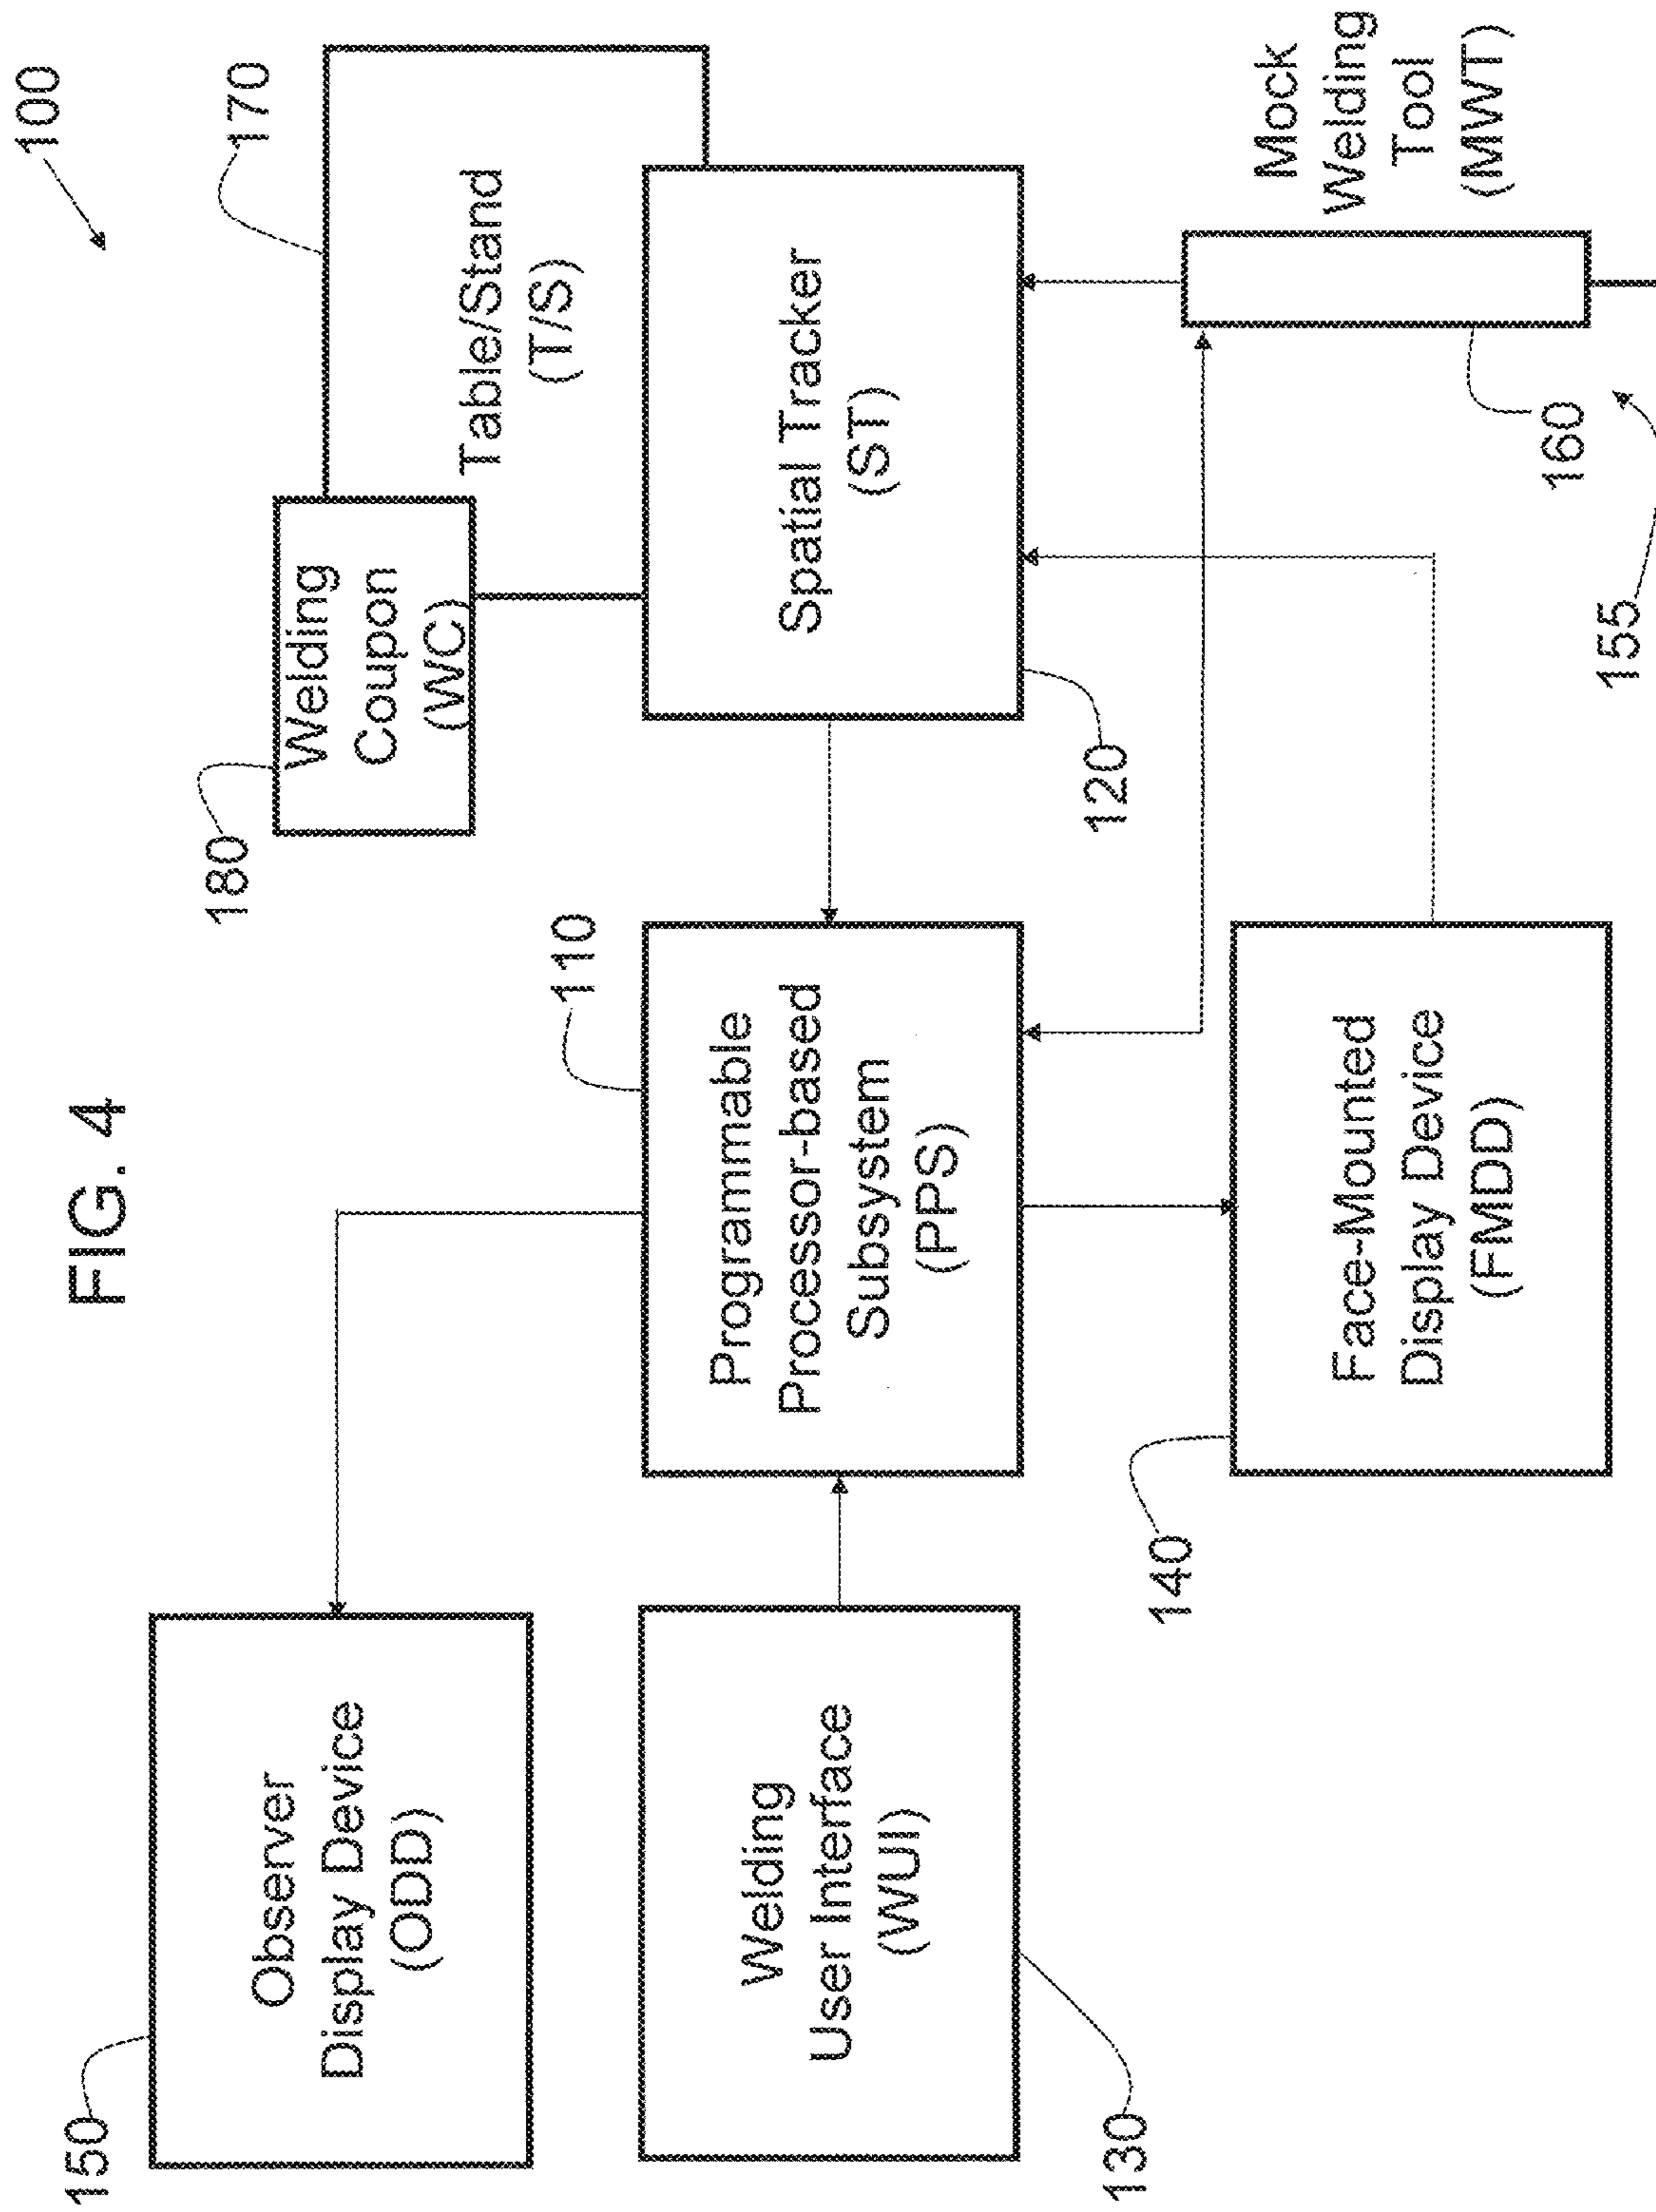 FIG. 4
100
150
Observer
Display Device
(ODD)
180
Welding
Coupon
(WC)
170
Table/Stand
(T/S)
110
Programmable
Processor-based
Subsystem
(PPS)
Spatial Tracker
(ST)
120
Welding
User Interface
(WUI)
130
140
Face-Mounted
Display Device
(FMDD)
Mock
Welding
Tool
(MWT)
160
155